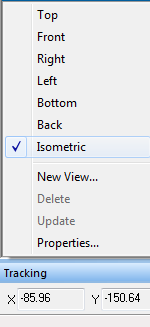 Top
Front
Right
Left
Bottom
Back
Isometric
New View...
Delete
Update
Properties...
Tracking
X -85.96 Y -150.64